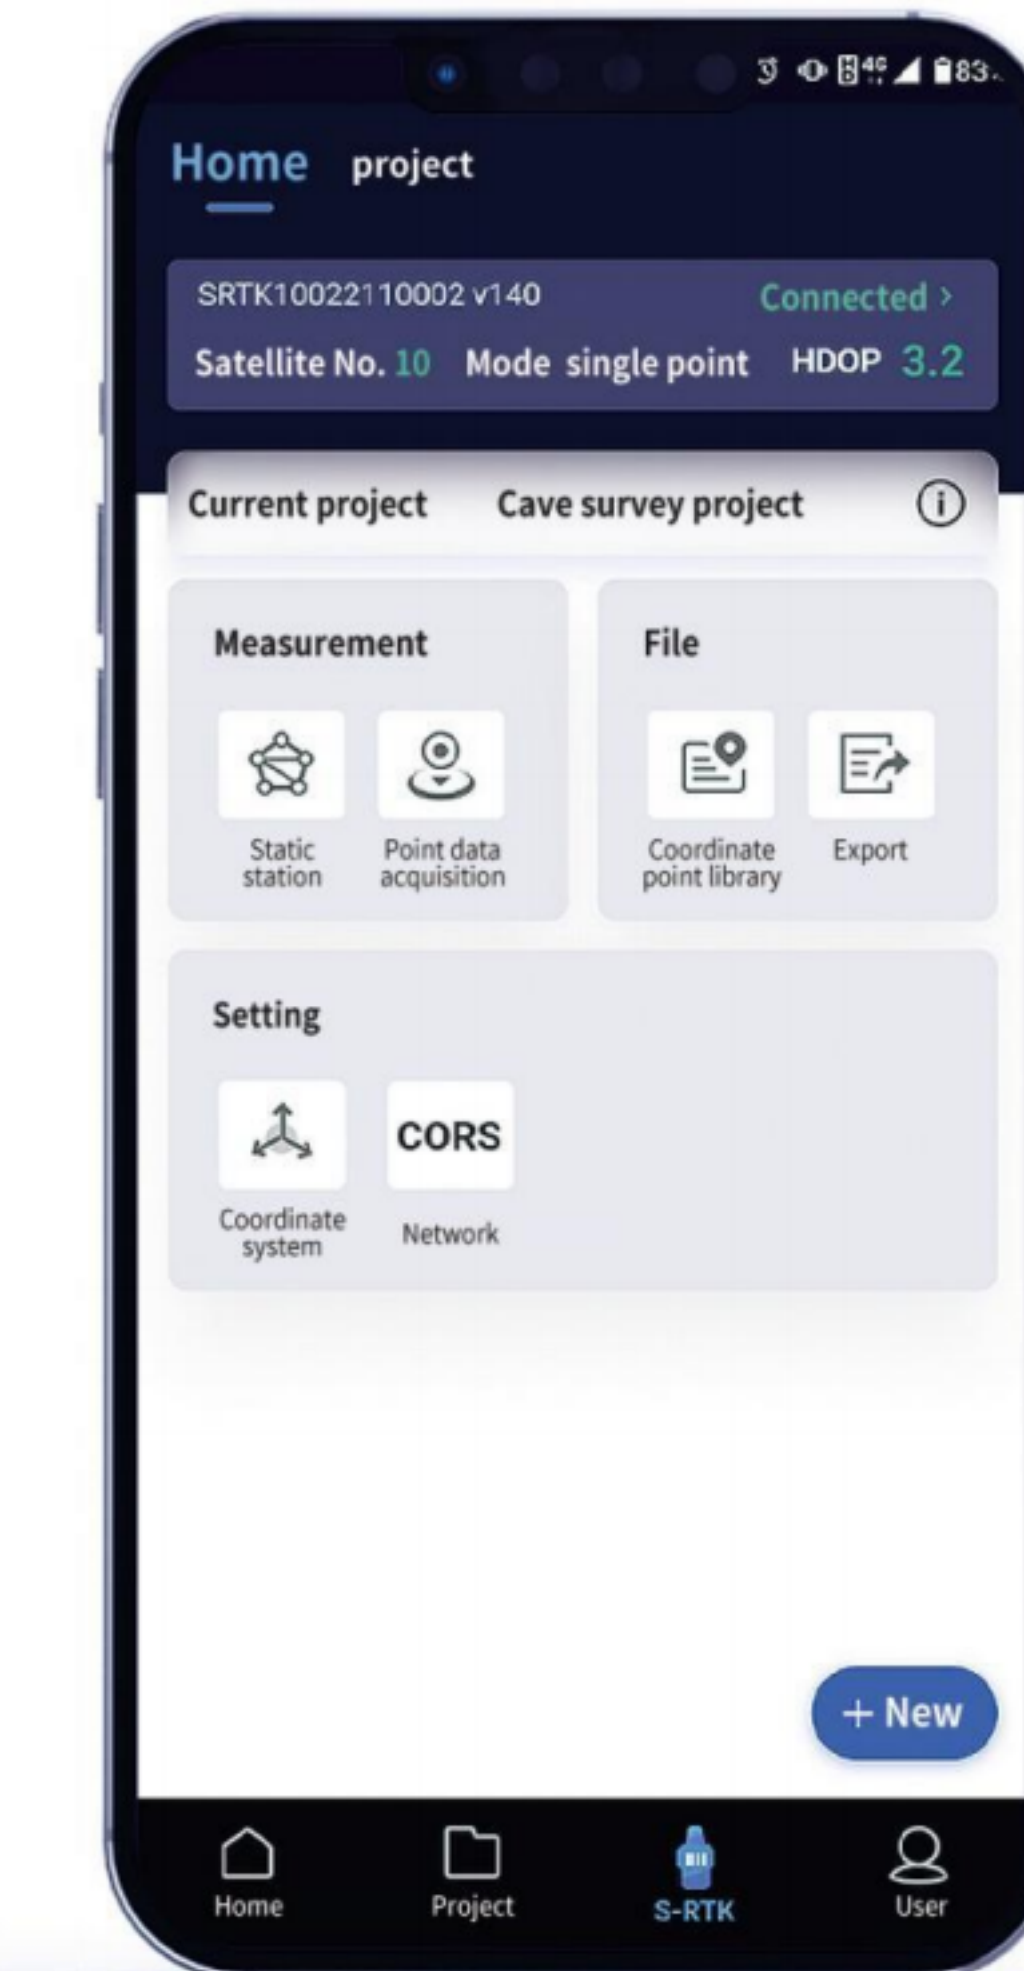 4G 83
Home project
SRTK10022110002 v140 Connected >
Satellite No. 10 Mode single point HDOP 3.2
Current project Cave survey project i
Measurement File
Static station Point data acquisition Coordinate point library Export
Setting
CORS
Coordinate system Network
+ New
Home Project S-RTK User